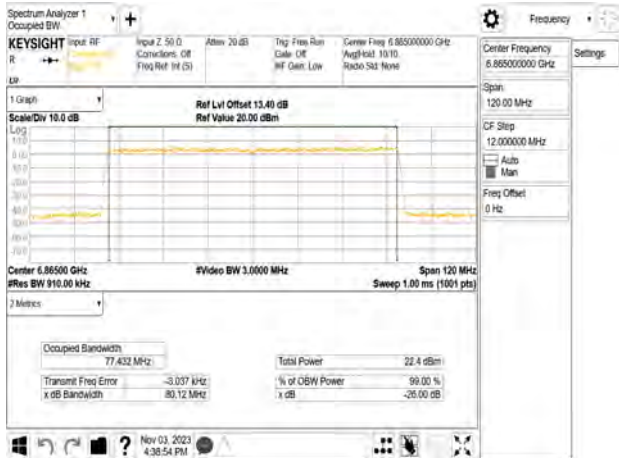 Spectrum Analyzer 1
Occupied BW
+
Frequency
KEYSIGHT
Input: RF
R
Input Z: 50 Ω
Corrections: Off
Freq Ref: Int (S)
Atten: 20 dB
Trig: Free Run
Gate: Off
#IF Gain: Low
Center Freq: 6.865000000 GHz
Avg|Hold: 10/10
Radio Std: None
Center Frequency
6.865000000 GHz
Settings
Span
120.00 MHz
CF Step
12.000000 MHz
Auto
Man
Freq Offset
0 Hz
1 Graph
Scale/Div 10.0 dB
Ref Lvl Offset 13.40 dB
Ref Value 20.00 dBm
Log
Center 6.86500 GHz
#Video BW 3.0000 MHz
Span 120 MHz
#Res BW 910.00 kHz
Sweep 1.00 ms (1001 pts)
2 Metrics
Occupied Bandwidth
77.432 MHz
Total Power
22.4 dBm
Transmit Freq Error
-3.037 kHz
% of OBW Power
99.00 %
x dB Bandwidth
80.12 MHz
x dB
-26.00 dB
?
Nov 03, 2023
4:38:54 PM